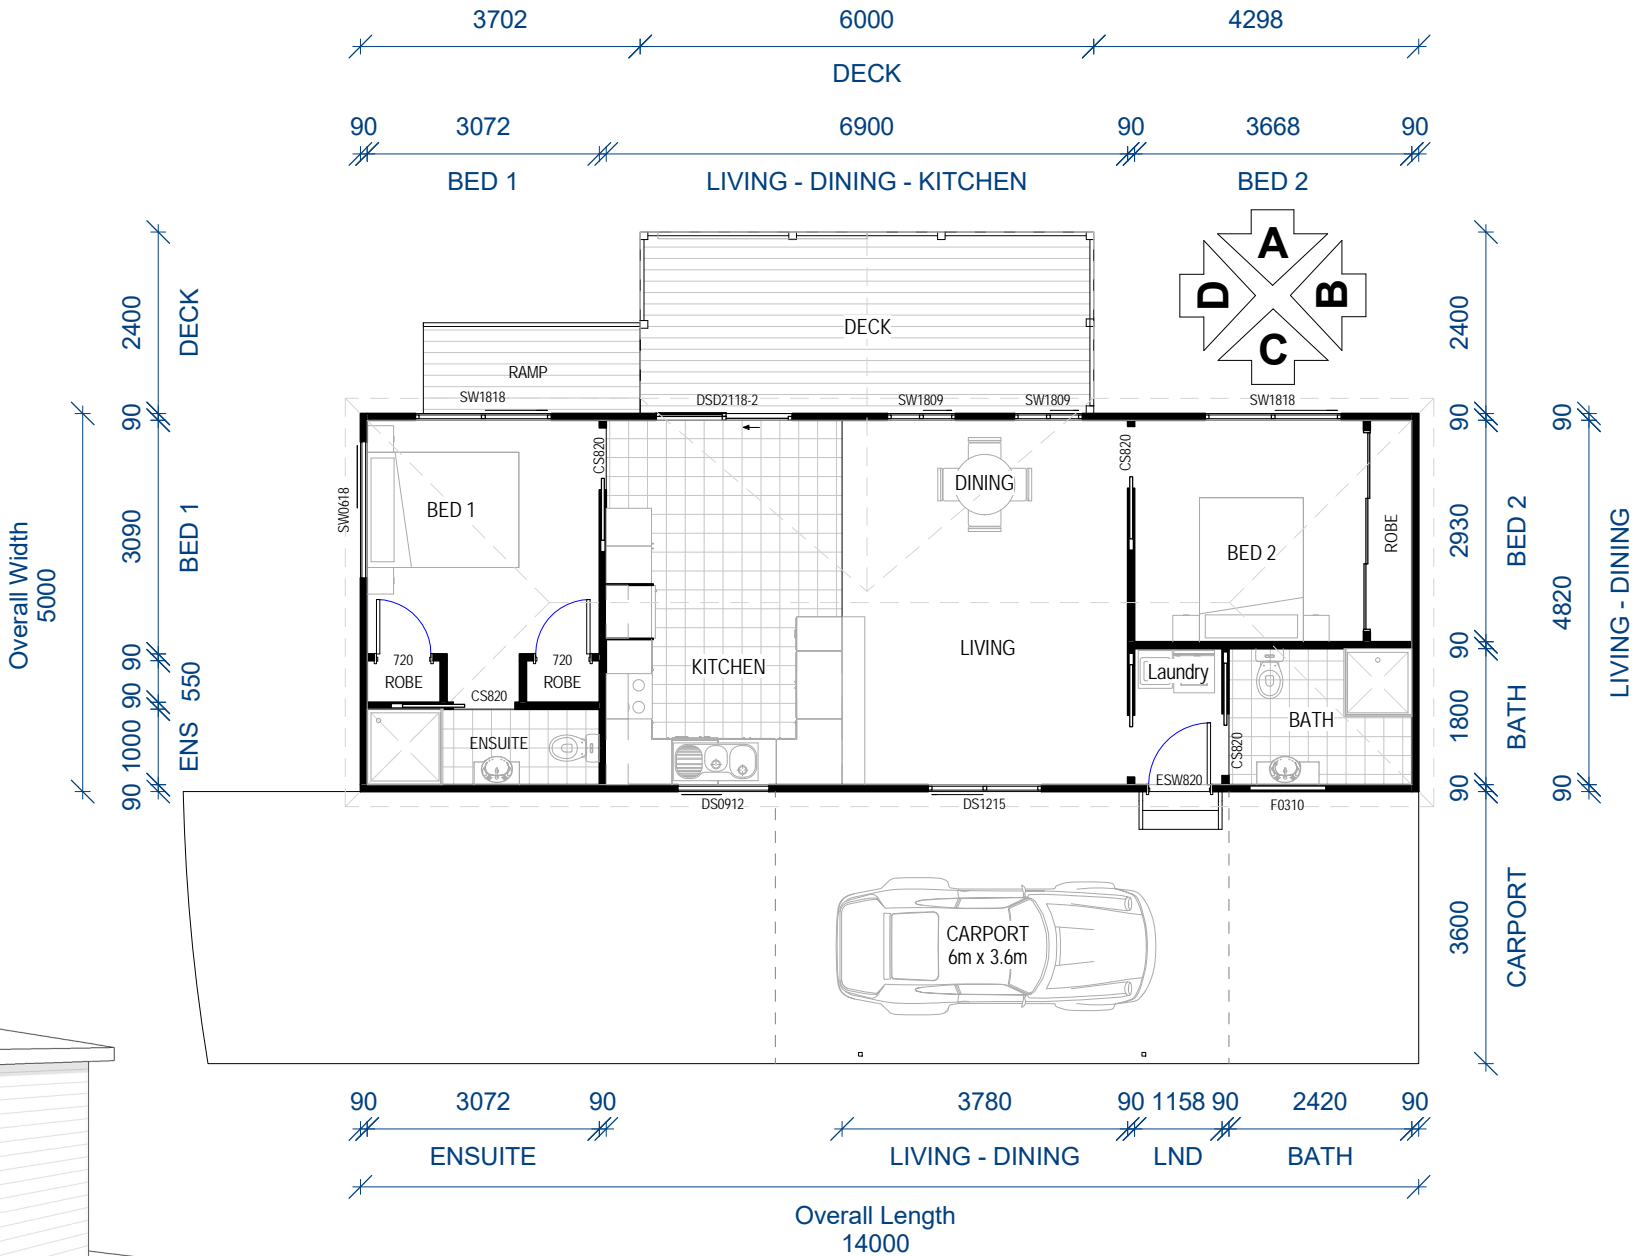 3702 6000 4298
DECK
90 3072 6900 90 3668 90
BED 1 LIVING - DINING - KITCHEN BED 2
A
D B
C
2400 DECK
DECK
2400
RAMP
SW1818 DSD2118-2 SW1809 SW1809 SW1818
90
90
90
CS820
CS820
SW0618
BED 1
DINING
BED 2
ROBE
Overall Width
5000
3090 BED 1
2930 BED 2
4820 LIVING - DINING
LIVING
KITCHEN
720
ROBE
720
ROBE
CS820
Laundry
BATH
CS820
ENSUITE
ESW820
90
550
90
1000 ENS
90
90
1800 BATH
90
90
DS0912 DS1215 F0310
CARPORT
6m x 3.6m
3600 CARPORT
90 3072 90 3780 90 1158 90 2420 90
ENSUITE LIVING - DINING LND BATH
Overall Length
14000